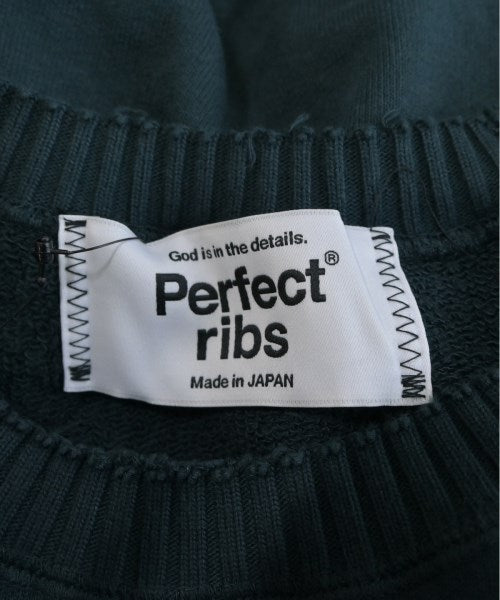 God is in the details.
Perfect®
ribs
Made in JAPAN